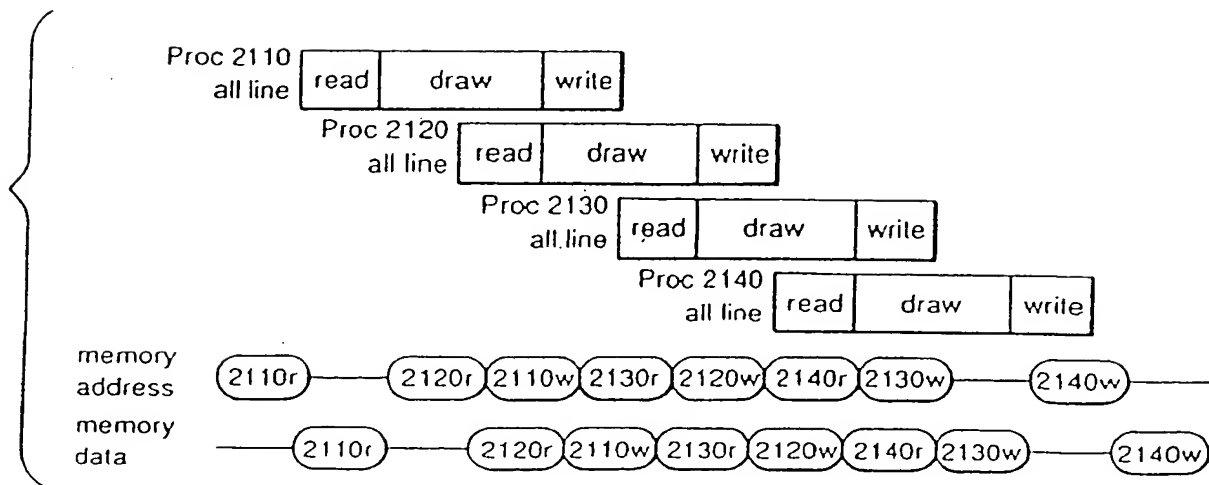 Proc 2110
all line
read draw write
Proc 2120
all line
read draw write
Proc 2130
all.line
read draw write
Proc 2140
all line
read draw write
memory
address
2110r 2120r 2110w 2130r 2120w 2140r 2130w 2140w
memory
data
2110r 2120r 2110w 2130r 2120w 2140r 2130w 2140w